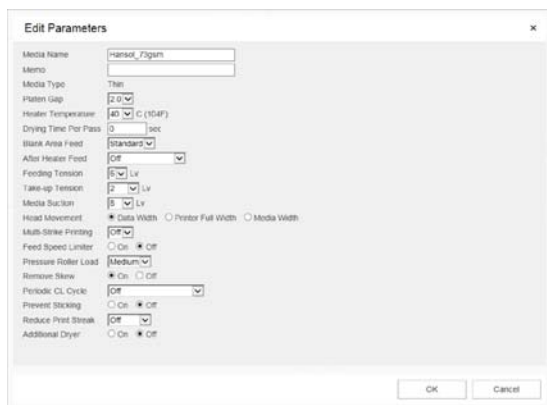 Edit Parameters ×
Media Name Hansol_73gsm
Memo
Media Type Thin
Platen Gap 2.0
Heater Temperature 40 C (104F)
Drying Time Per Pass 0 sec
Blank Area Feed Standard
After Heater Feed Off
Feeding Tension 6 Lv
Take-up Tension 2 Lv
Media Suction 8 Lv
Head Movement Data Width Printer Full Width Media Width
Multi-Strike Printing Off
Feed Speed Limiter On Off
Pressure Roller Load Medium
Remove Skew On Off
Periodic CL Cycle Off
Prevent Sticking On Off
Reduce Print Streak Off
Additional Dryer On Off
OK Cancel